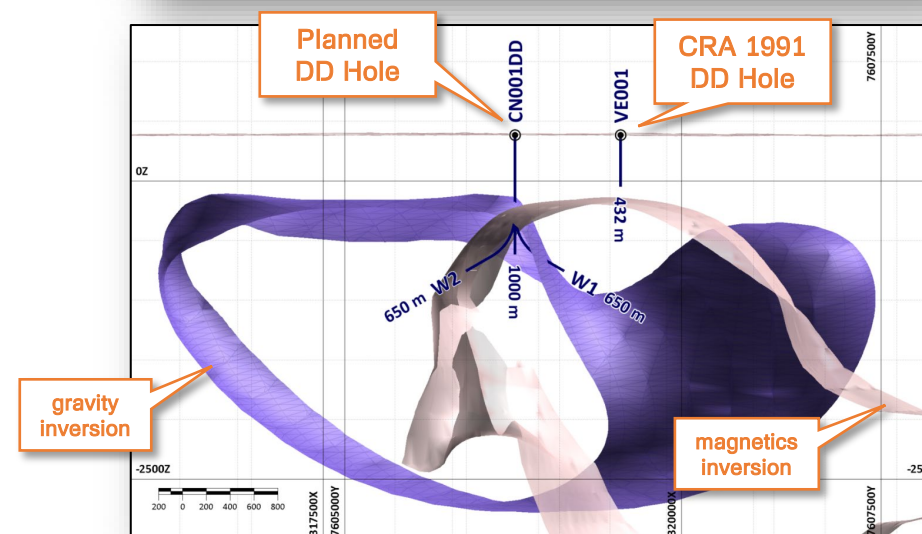 Planned
DD Hole
CRA 1991
DD Hole
CN001DD
VE001
7607500Y
0Z
432 m
W2
650 m
1000 m
W1
650 m
gravity
inversion
magnetics
inversion
-2500Z
-25
200 0 200 400 600 800
317500X
7605000Y
320000X
607500Y